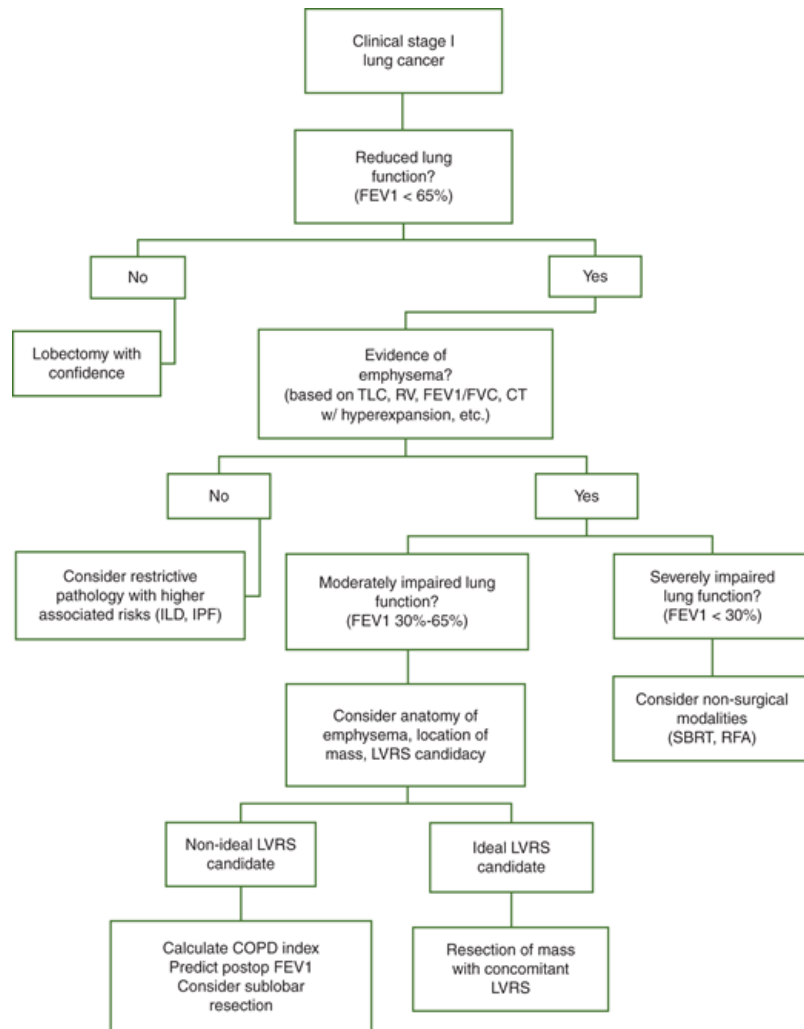 Clinical stage I
lung cancer
Reduced lung
function?
(FEV1 < 65%)
No
Yes
Lobectomy with
confidence
Evidence of
emphysema?
(based on TLC, RV, FEV1/FVC, CT
w/ hyperexpansion, etc.)
No
Yes
Consider restrictive
pathology with higher
associated risks (ILD, IPF)
Moderately impaired lung
function?
(FEV1 30%-65%)
Severely impaired
lung function?
(FEV1 < 30%)
Consider anatomy of
emphysema, location of
mass, LVRS candidacy
Consider non-surgical
modalities
(SBRT, RFA)
Non-ideal LVRS
candidate
Ideal LVRS
candidate
Calculate COPD index
Predict postop FEV1
Consider sublobar
resection
Resection of mass
with concomitant
LVRS